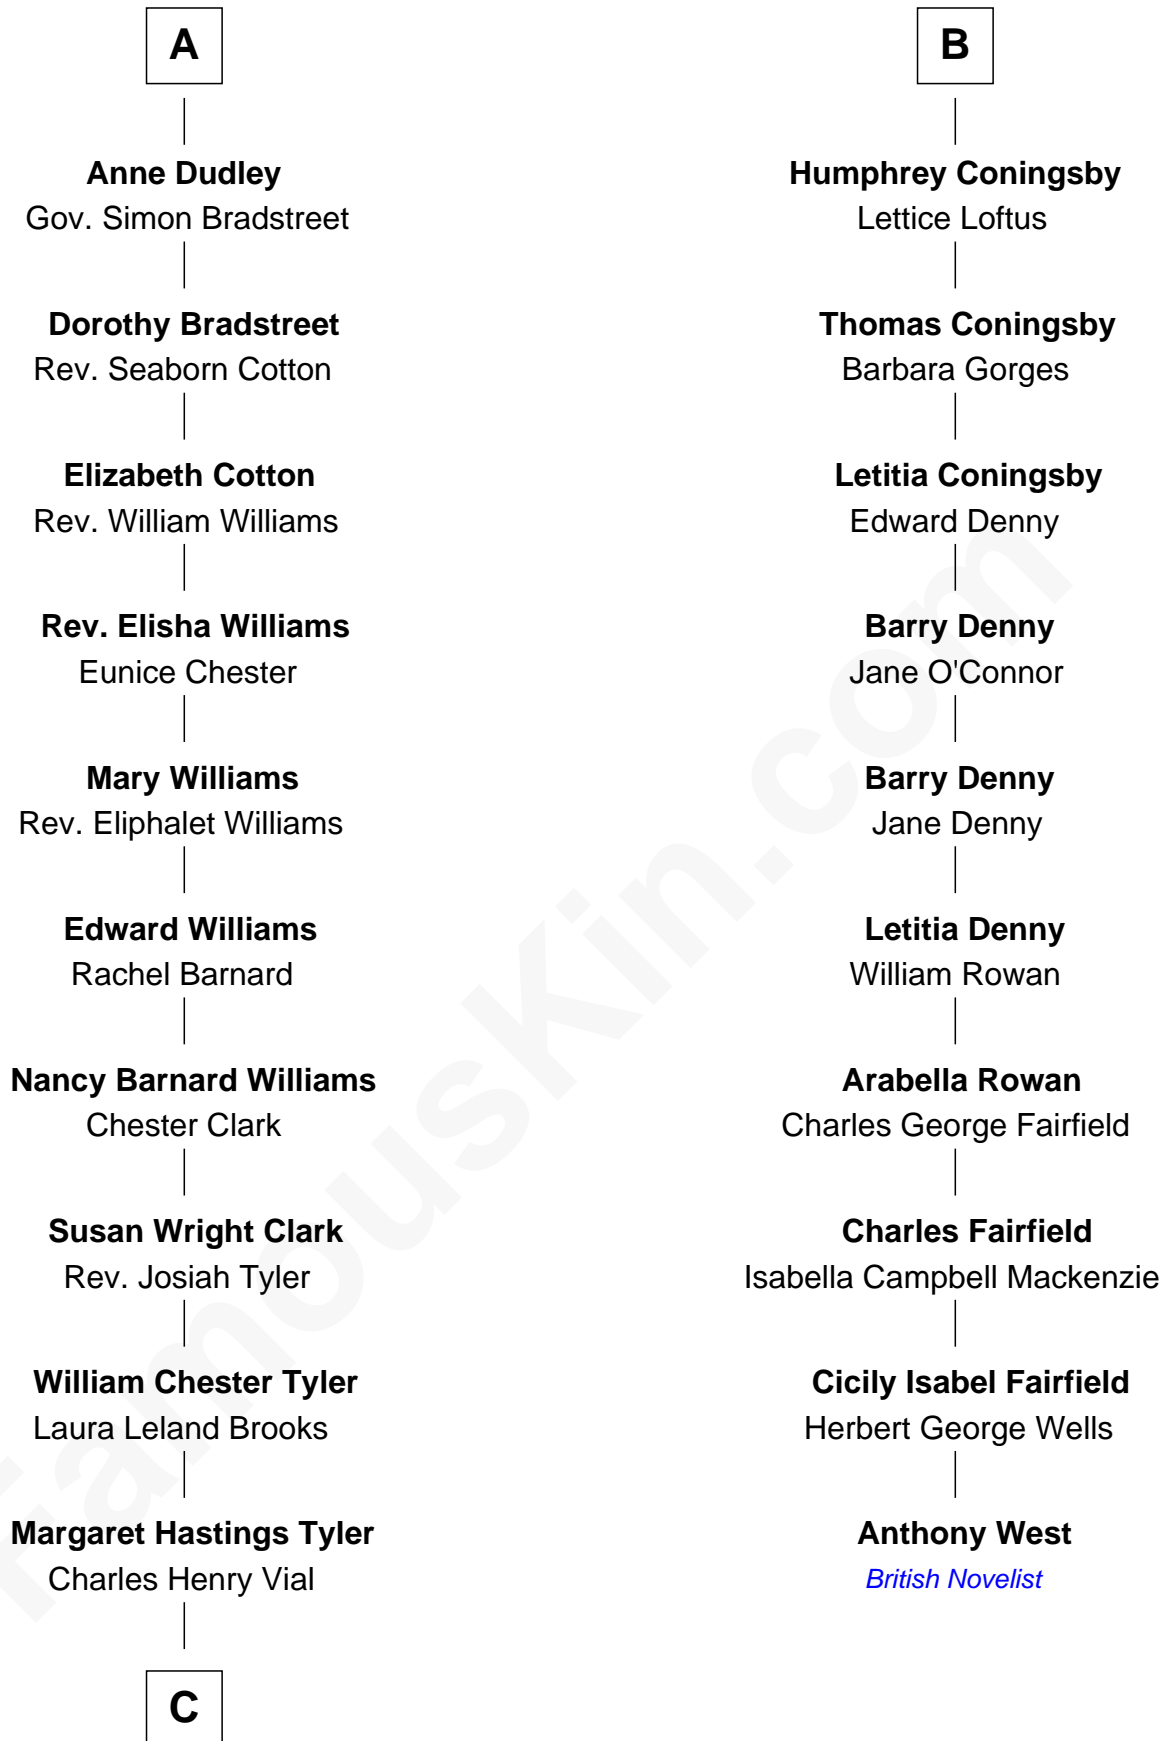 A
Anne Dudley
Gov. Simon Bradstreet
Dorothy Bradstreet
Rev. Seaborn Cotton
Elizabeth Cotton
Rev. William Williams
Rev. Elisha Williams
Eunice Chester
Mary Williams
Rev. Eliphalet Williams
Edward Williams
Rachel Barnard
Nancy Barnard Williams
Chester Clark
Susan Wright Clark
Rev. Josiah Tyler
William Chester Tyler
Laura Leland Brooks
Margaret Hastings Tyler
Charles Henry Vial
C
B
Humphrey Coningsby
Lettice Loftus
Thomas Coningsby
Barbara Gorges
Letitia Coningsby
Edward Denny
Barry Denny
Jane O'Connor
Barry Denny
Jane Denny
Letitia Denny
William Rowan
Arabella Rowan
Charles George Fairfield
Charles Fairfield
Isabella Campbell Mackenzie
Cicily Isabel Fairfield
Herbert George Wells
Anthony West
British Novelist
FamousKin.com